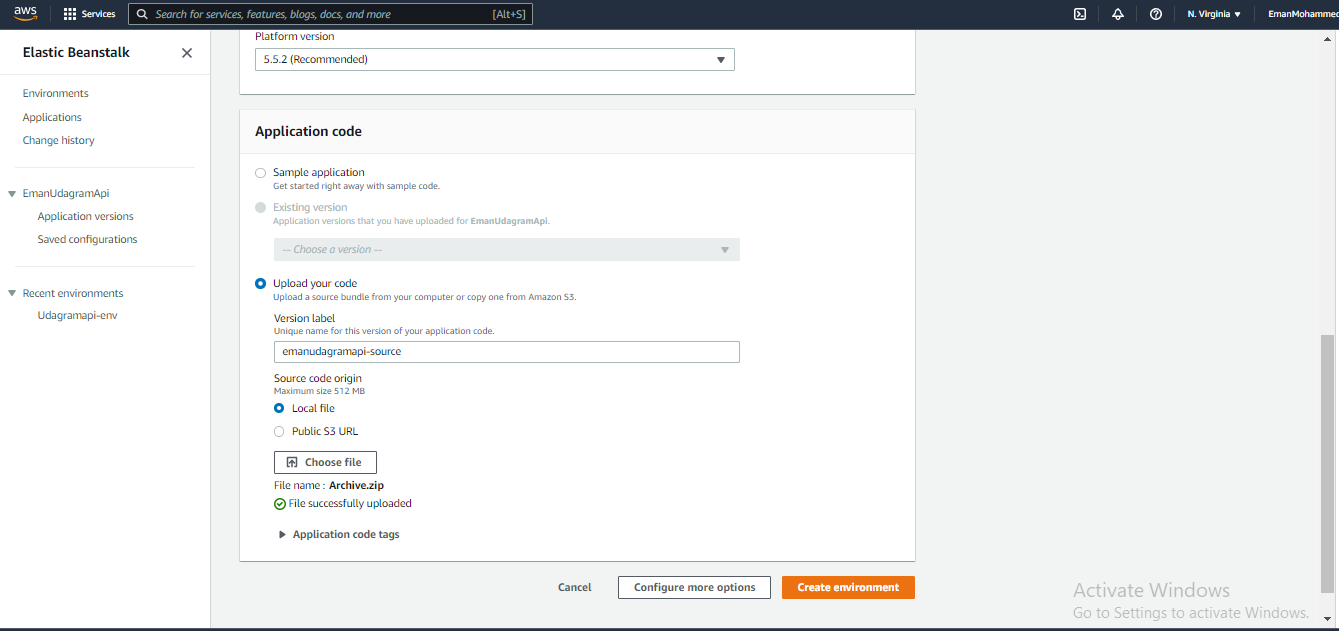 aws
Services
Search for services, features, blogs, docs, and more [Alt+S]
N. Virginia
EmanMohammed
Elastic Beanstalk
Environments
Applications
Change history
EmanUdagramApi
Application versions
Saved configurations
Recent environments
Udagramapi-env
Platform version
5.5.2 (Recommended)
Application code
Sample application
Get started right away with sample code.
Existing version
Application versions that you have uploaded for EmanUdagramApi.
-- Choose a version --
Upload your code
Upload a source bundle from your computer or copy one from Amazon S3.
Version label
Unique name for this version of your application code.
emanudagramapi-source
Source code origin
Maximum size 512 MB
Local file
Public S3 URL
Choose file
File name : Archive.zip
File successfully uploaded
Application code tags
Cancel
Configure more options
Create environment
Activate Windows
Go to Settings to activate Windows.